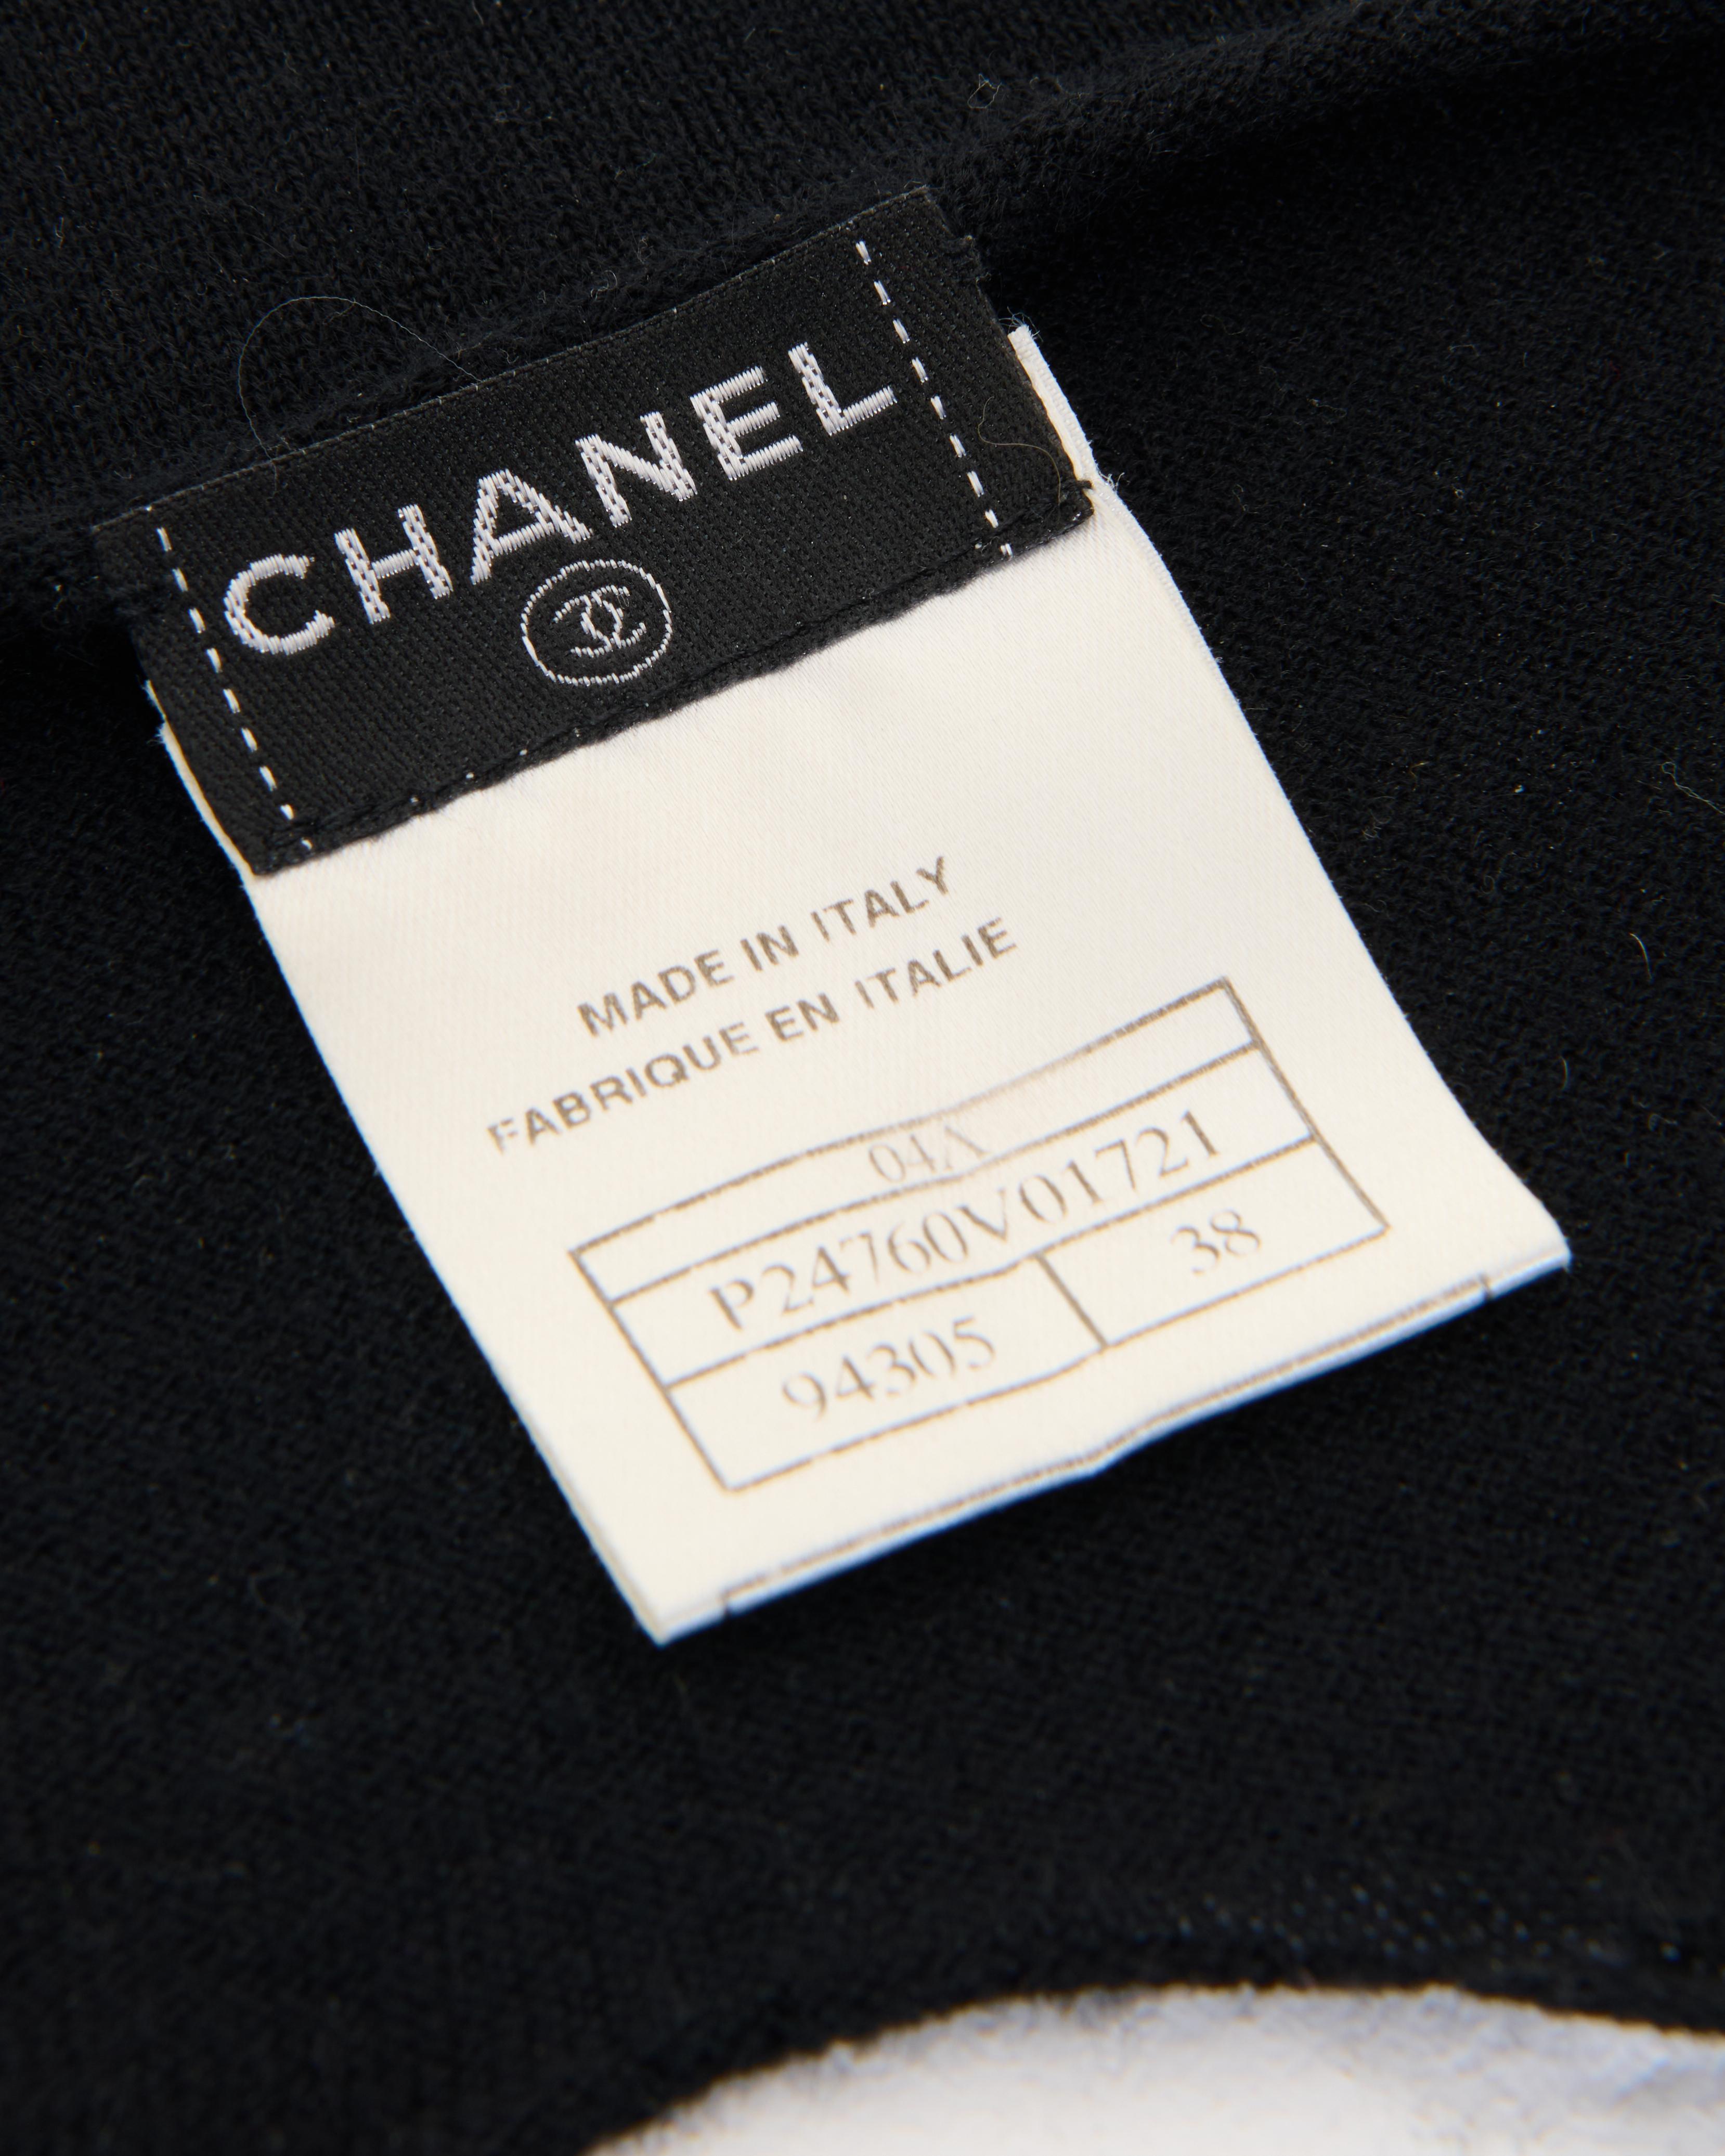 CHANEL
MADE IN ITALY
FABRIQUE EN ITALIE
04A
P24760V01721
94305 38